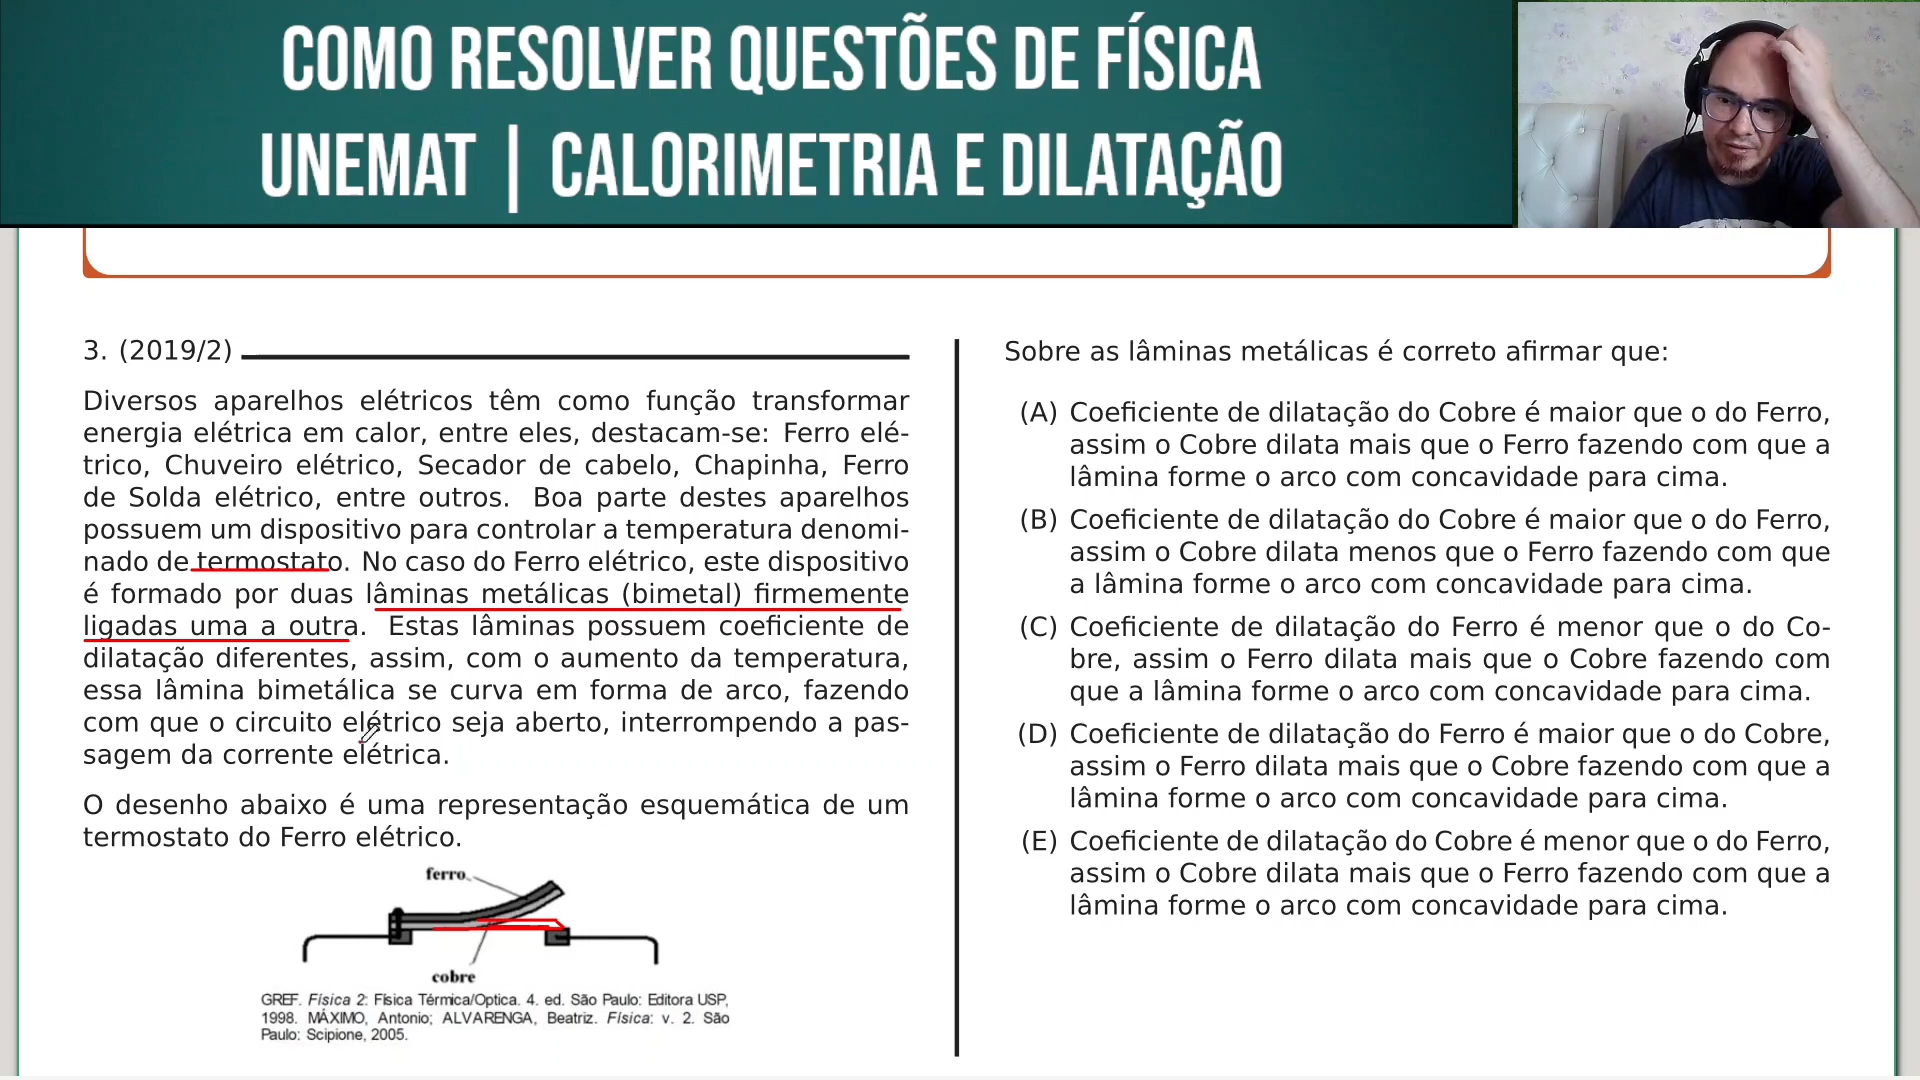 COMO RESOLVER QUESTÕES DE FÍSICA
UNEMAT | CALORIMETRIA E DILATAÇÃO
3. (2019/2)
Diversos aparelhos elétricos têm como função transformar
energia elétrica em calor, entre eles, destacam-se: Ferro elé-
trico, Chuveiro elétrico, Secador de cabelo, Chapinha, Ferro
de Solda elétrico, entre outros. Boa parte destes aparelhos
possuem um dispositivo para controlar a temperatura denomi-
nado de termostato. No caso do Ferro elétrico, este dispositivo
é formado por duas lâminas metálicas (bimetal) firmemente
ligadas uma a outra. Estas lâminas possuem coeficiente de
dilatação diferentes, assim, com o aumento da temperatura,
essa lâmina bimetálica se curva em forma de arco, fazendo
com que o circuito elétrico seja aberto, interrompendo a pas-
sagem da corrente elétrica.
O desenho abaixo é uma representação esquemática de um
termostato do Ferro elétrico.
ferro
cobre
GREF. Física 2: Física Térmica/Optica. 4. ed. São Paulo: Editora USP,
1998. MÁXIMO, Antonio; ALVARENGA, Beatriz. Física: v. 2. São
Paulo: Scipione, 2005.
Sobre as lâminas metálicas é correto afirmar que:
(A) Coeficiente de dilatação do Cobre é maior que o do Ferro,
assim o Cobre dilata mais que o Ferro fazendo com que a
lâmina forme o arco com concavidade para cima.
(B) Coeficiente de dilatação do Cobre é maior que o do Ferro,
assim o Cobre dilata menos que o Ferro fazendo com que
a lâmina forme o arco com concavidade para cima.
(C) Coeficiente de dilatação do Ferro é menor que o do Co-
bre, assim o Ferro dilata mais que o Cobre fazendo com
que a lâmina forme o arco com concavidade para cima.
(D) Coeficiente de dilatação do Ferro é maior que o do Cobre,
assim o Ferro dilata mais que o Cobre fazendo com que a
lâmina forme o arco com concavidade para cima.
(E) Coeficiente de dilatação do Cobre é menor que o do Ferro,
assim o Cobre dilata mais que o Ferro fazendo com que a
lâmina forme o arco com concavidade para cima.